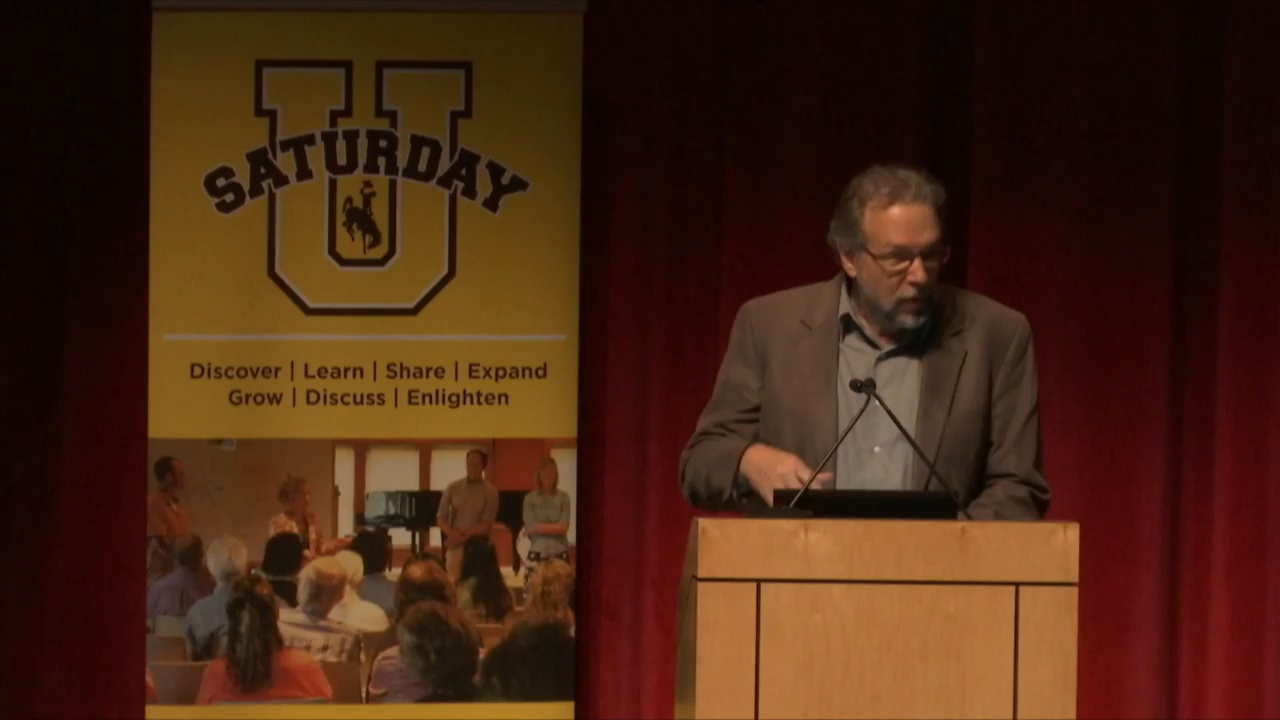 SATURDAY
U
Discover | Learn | Share | Expand
Grow | Discuss | Enlighten